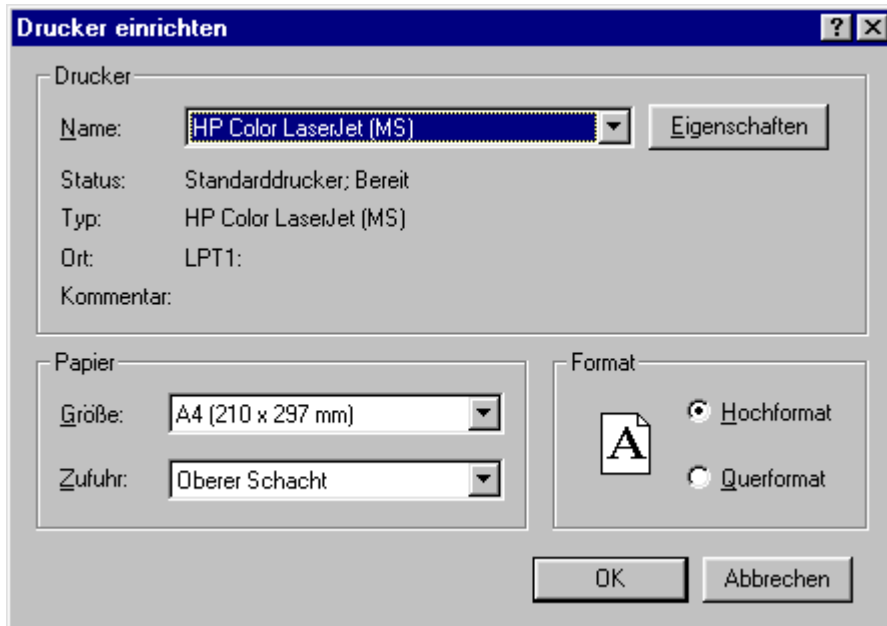 Drucker einrichten
Drucker
Name: HP Color LaserJet (MS) Eigenschaften
Status: Standarddrucker; Bereit
Typ: HP Color LaserJet (MS)
Ort: LPT1:
Kommentar:
Papier
Größe: A4 (210 x 297 mm)
Zufuhr: Oberer Schacht
Format
A
Hochformat
Querformat
OK Abbrechen